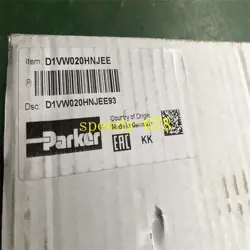 Item: D1VW020HNJEE
Dsc: D1VW020HNJEE93
Parker
Country of Origin
Made in Germany
EAC
KK